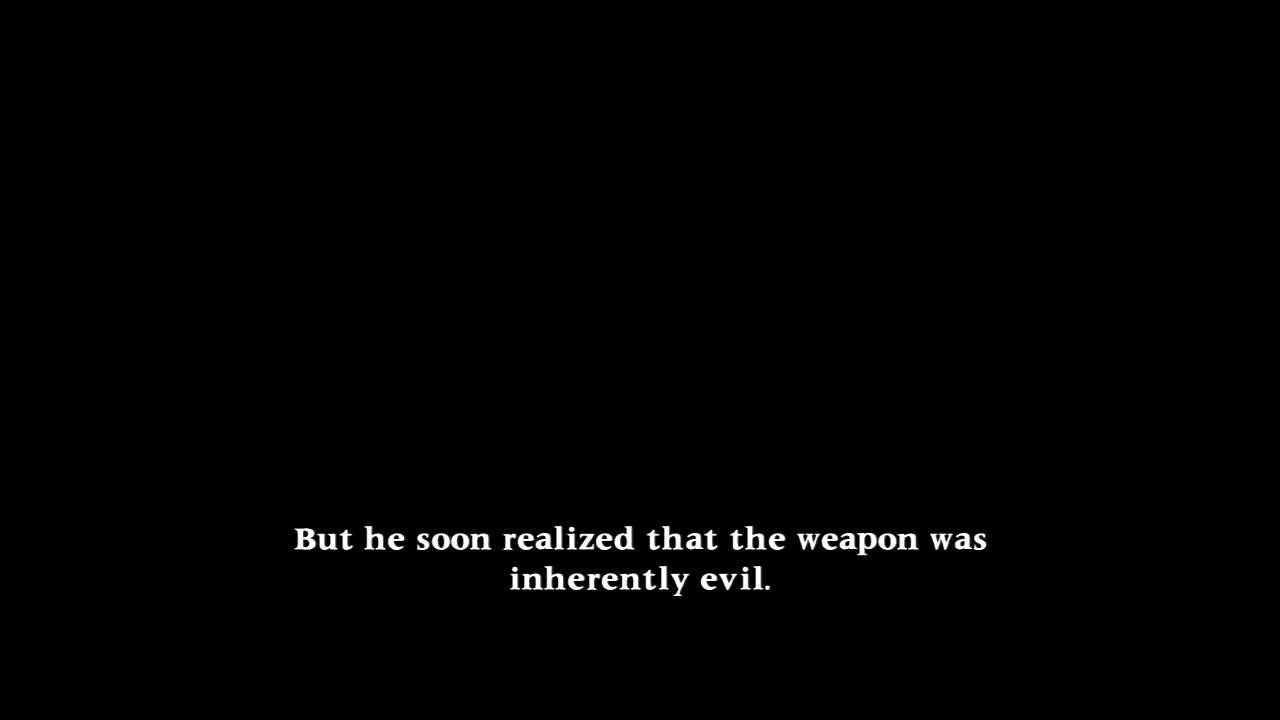 But he soon realized that the weapon was
inherently evil.